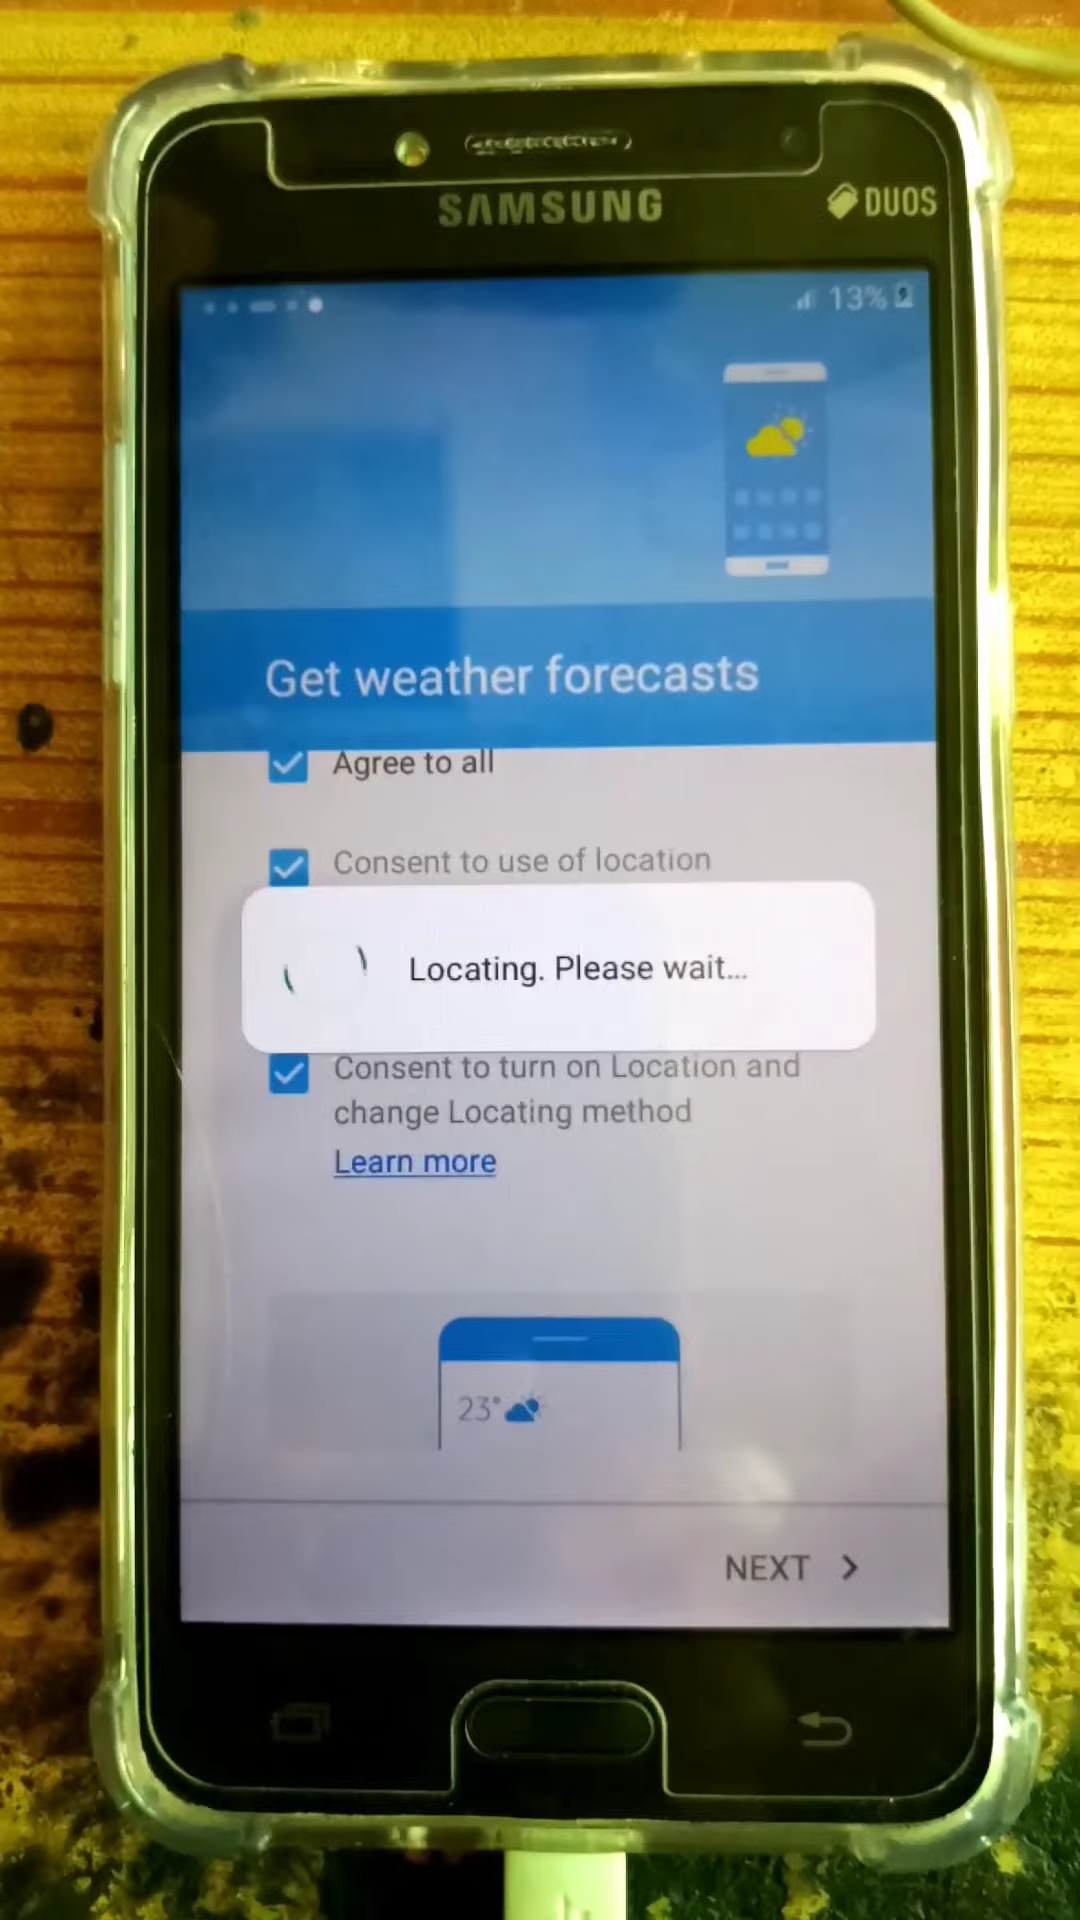 SAMSUNG
DUOS
13%
Get weather forecasts
Agree to all
Consent to use of location
Locating. Please wait...
Consent to turn on Location and
change Locating method
Learn more
23°
NEXT